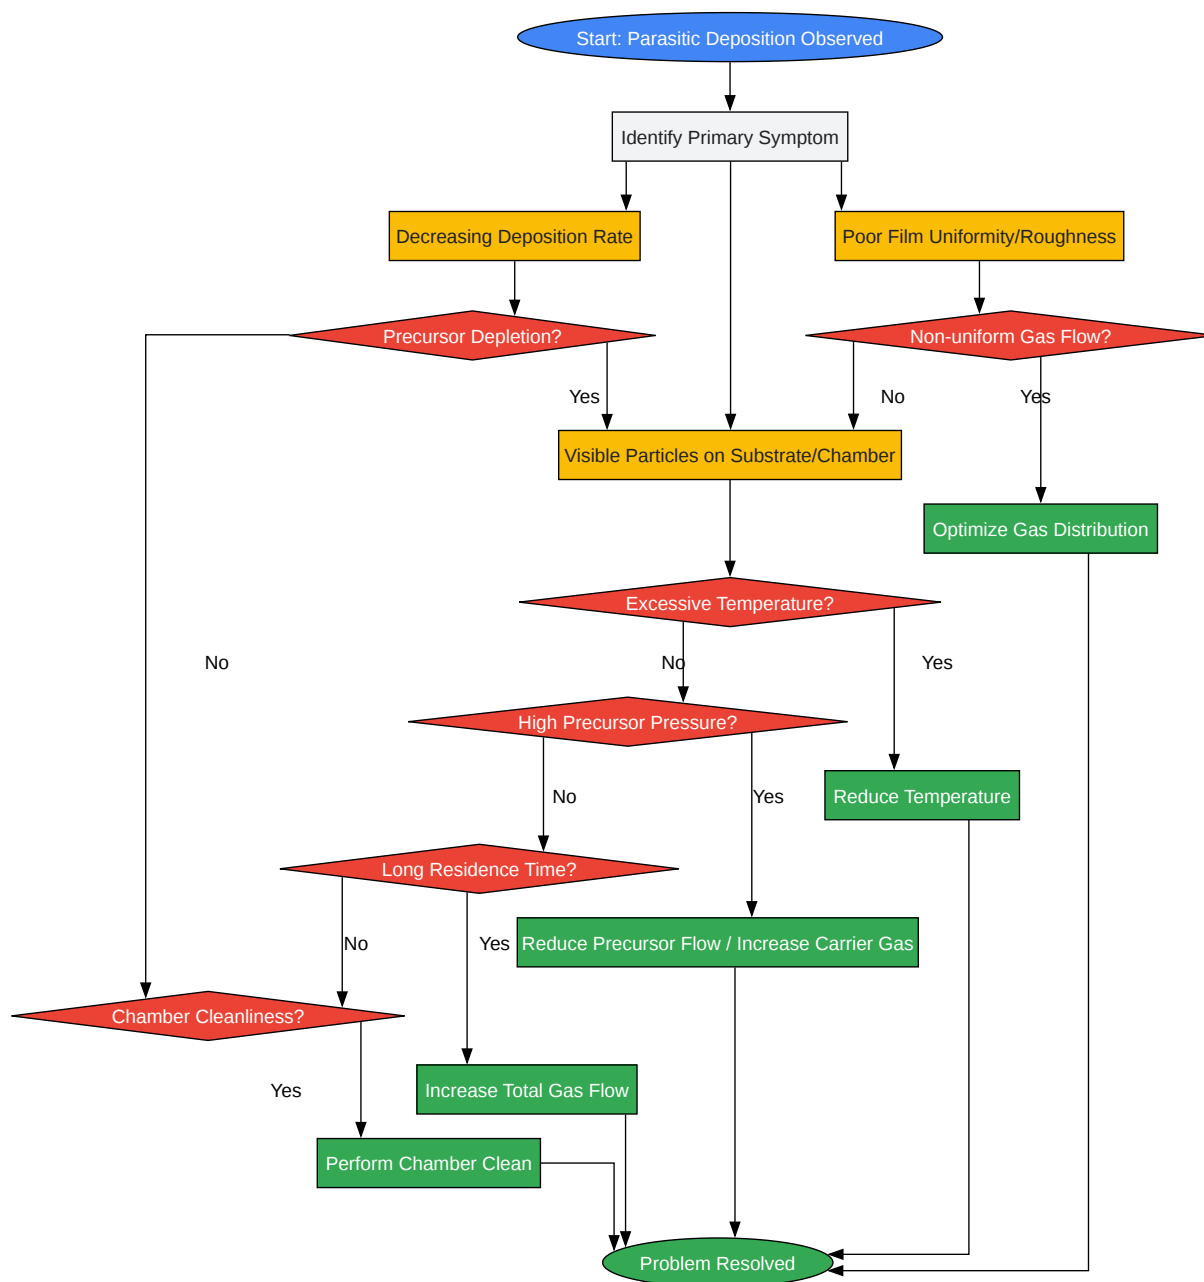 Start: Parasitic Deposition Observed
Identify Primary Symptom
Decreasing Deposition Rate
Poor Film Uniformity/Roughness
Precursor Depletion?
Non-uniform Gas Flow?
Yes
No
Yes
Visible Particles on Substrate/Chamber
Optimize Gas Distribution
Excessive Temperature?
No
No
Yes
High Precursor Pressure?
Reduce Temperature
No
Yes
Long Residence Time?
Reduce Precursor Flow / Increase Carrier Gas
No
Yes
Chamber Cleanliness?
Yes
Increase Total Gas Flow
Perform Chamber Clean
Problem Resolved